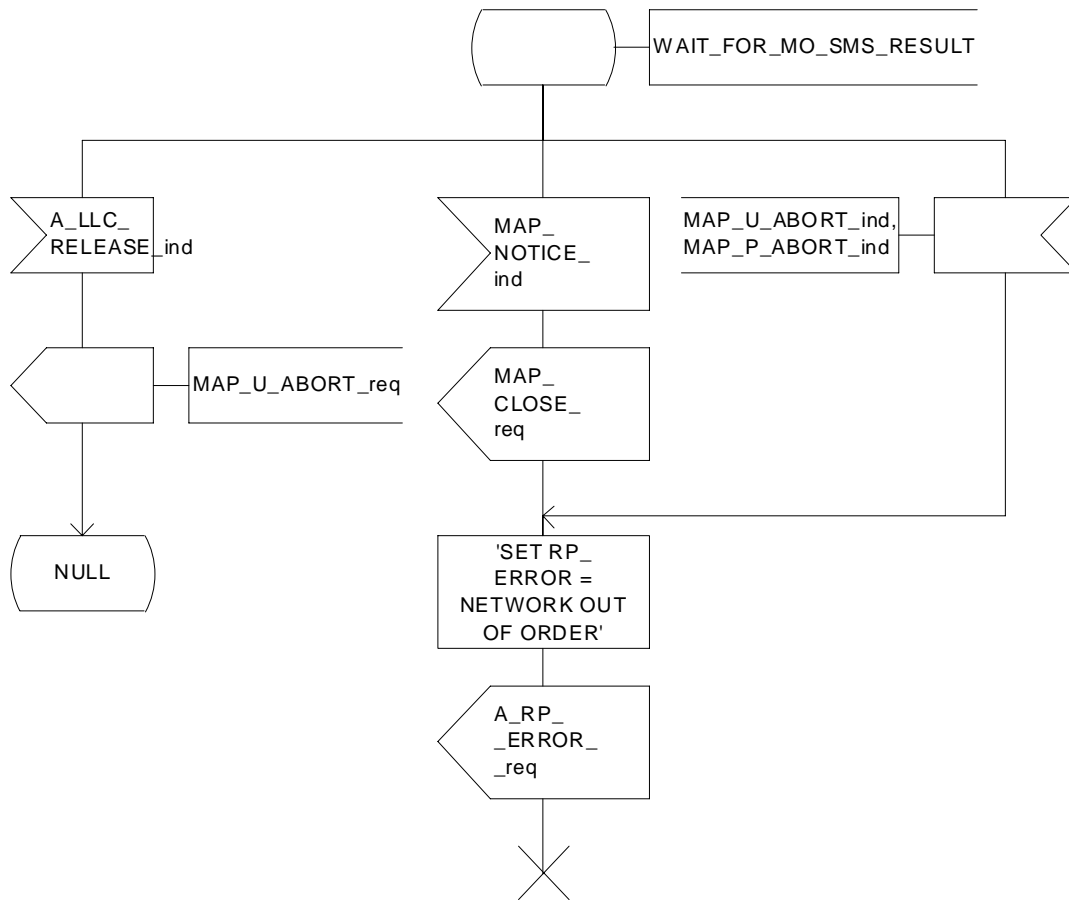 WAIT_FOR_MO_SMS_RESULT
A_LLC_
RELEASE_ind
MAP_
NOTICE_
ind
MAP_U_ABORT_ind,
MAP_P_ABORT_ind
MAP_U_ABORT_req
MAP_
CLOSE_
req
NULL
'SET RP_
ERROR =
NETWORK OUT
OF ORDER'
A_RP_
_ERROR_
_req